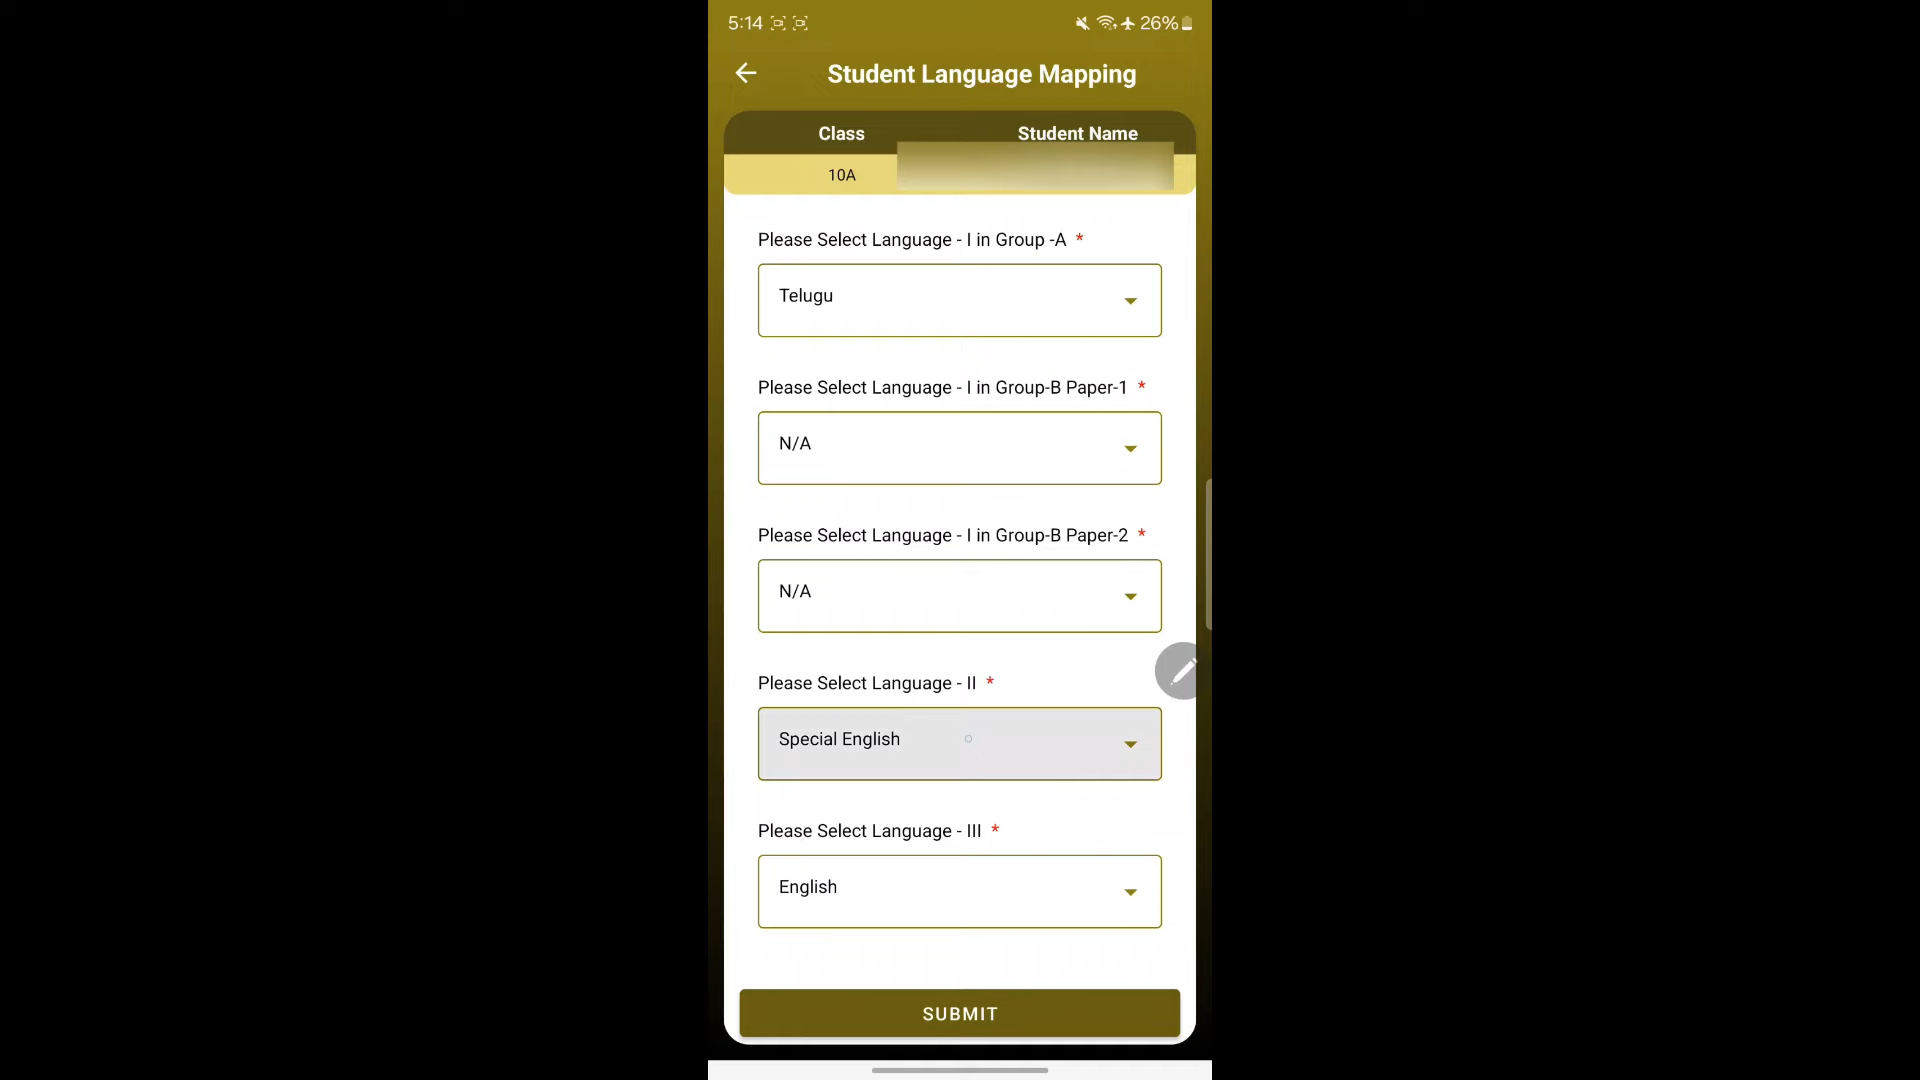 5:14 26%
Student Language Mapping
Class Student Name
10A
Please Select Language - I in Group -A *
Telugu
Please Select Language - I in Group-B Paper-1 *
N/A
Please Select Language - I in Group-B Paper-2 *
N/A
Please Select Language - II *
Special English
Please Select Language - III *
English
SUBMIT